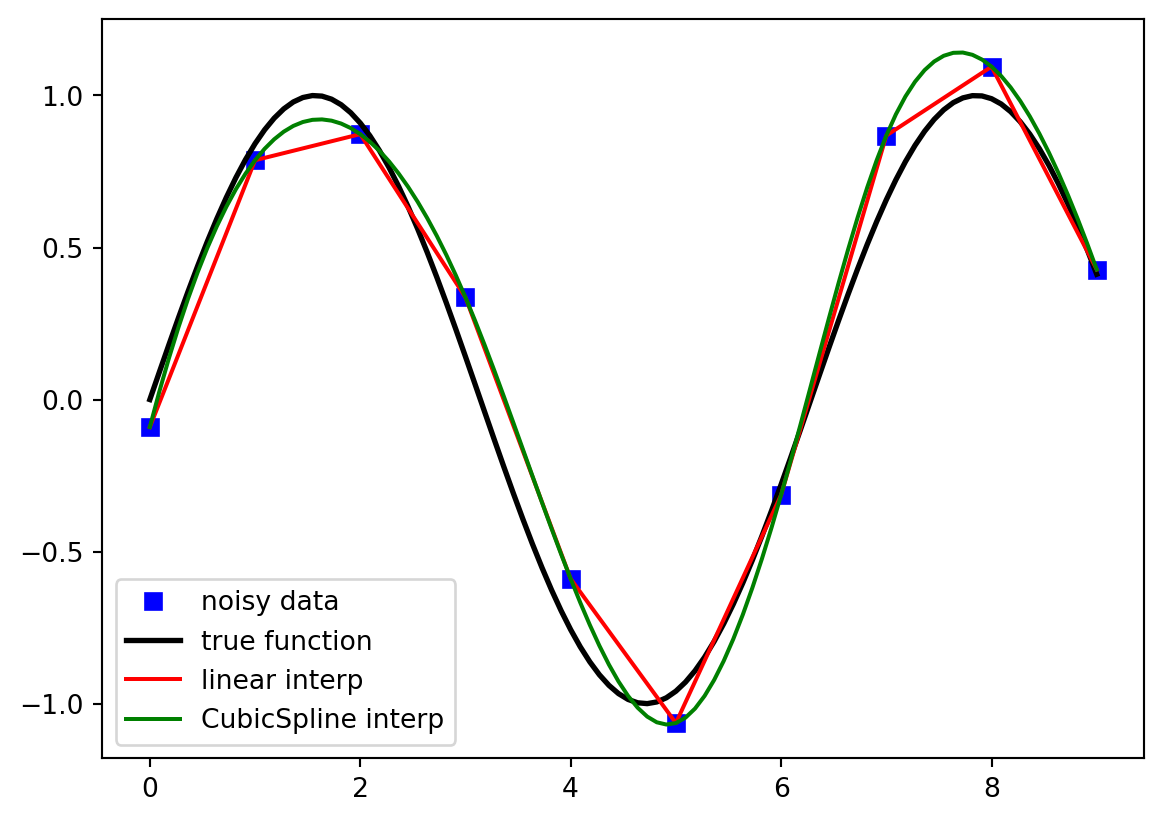 1.0
0.5
0.0
−0.5
−1.0
noisy data
true function
linear interp
CubicSpline interp
0 2 4 6 8